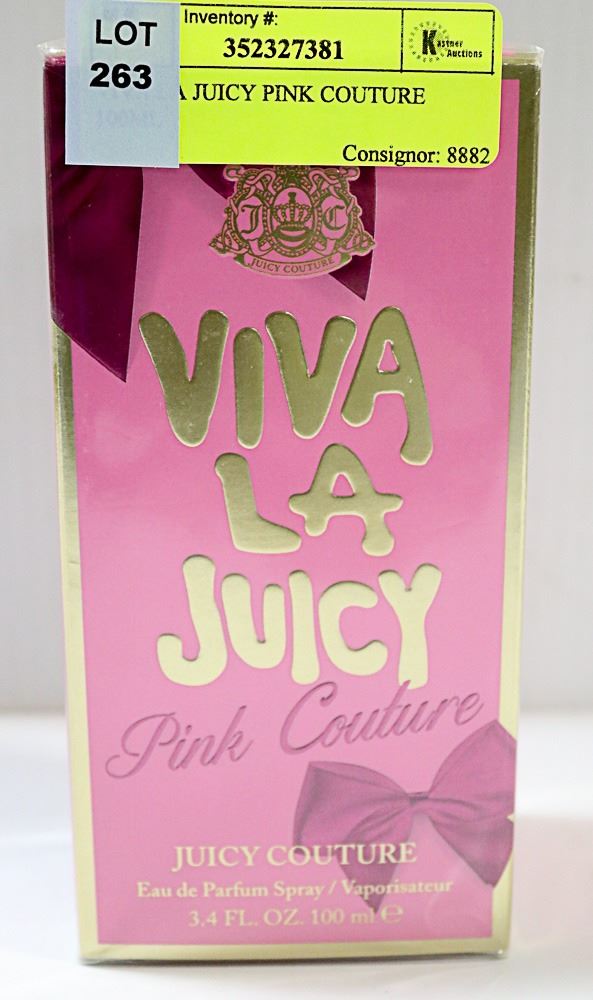 LOT
263
Inventory #:
352327381
Kastner
Auctions
A JUICY PINK COUTURE
Consignor: 8882
J C
JUICY COUTURE
VIVA
LA
JUICY
Pink Couture
JUICY COUTURE
Eau de Parfum Spray / Vaporisateur
3.4 FL. OZ. 100 ml ℮